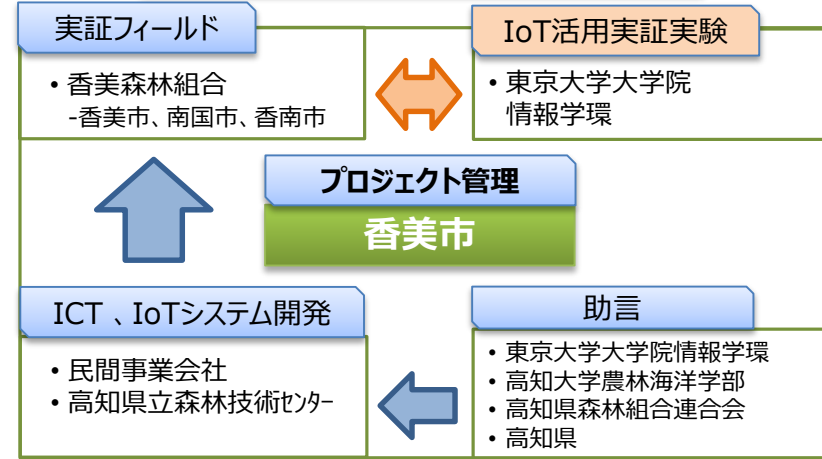 実証フィールド
・香美森林組合
-香美市、南国市、香南市
IoT活用実証実験
・東京大学大学院
情報学環
プロジェクト管理
香美市
ICT 、IoTシステム開発
・民間事業会社
・高知県立森林技術ｾﾝﾀｰ
助言
・東京大学大学院情報学環
・高知大学農林海洋学部
・高知県森林組合連合会
・高知県